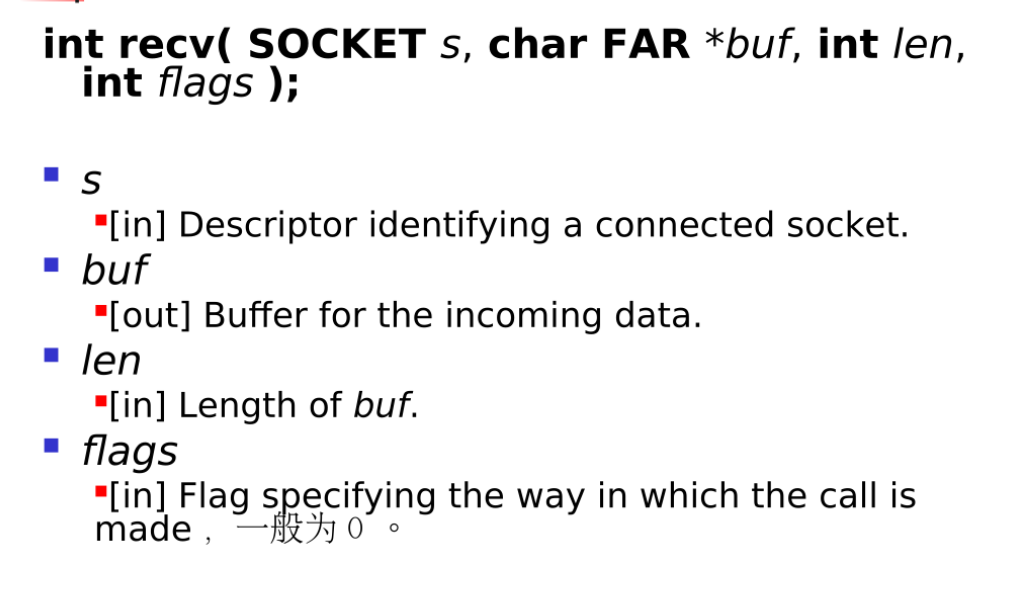 int recv( SOCKET s, char FAR *buf, int len,
int flags );
s
[in] Descriptor identifying a connected socket.
buf
[out] Buffer for the incoming data.
len
[in] Length of buf.
flags
[in] Flag specifying the way in which the call is
made，一般为0 。